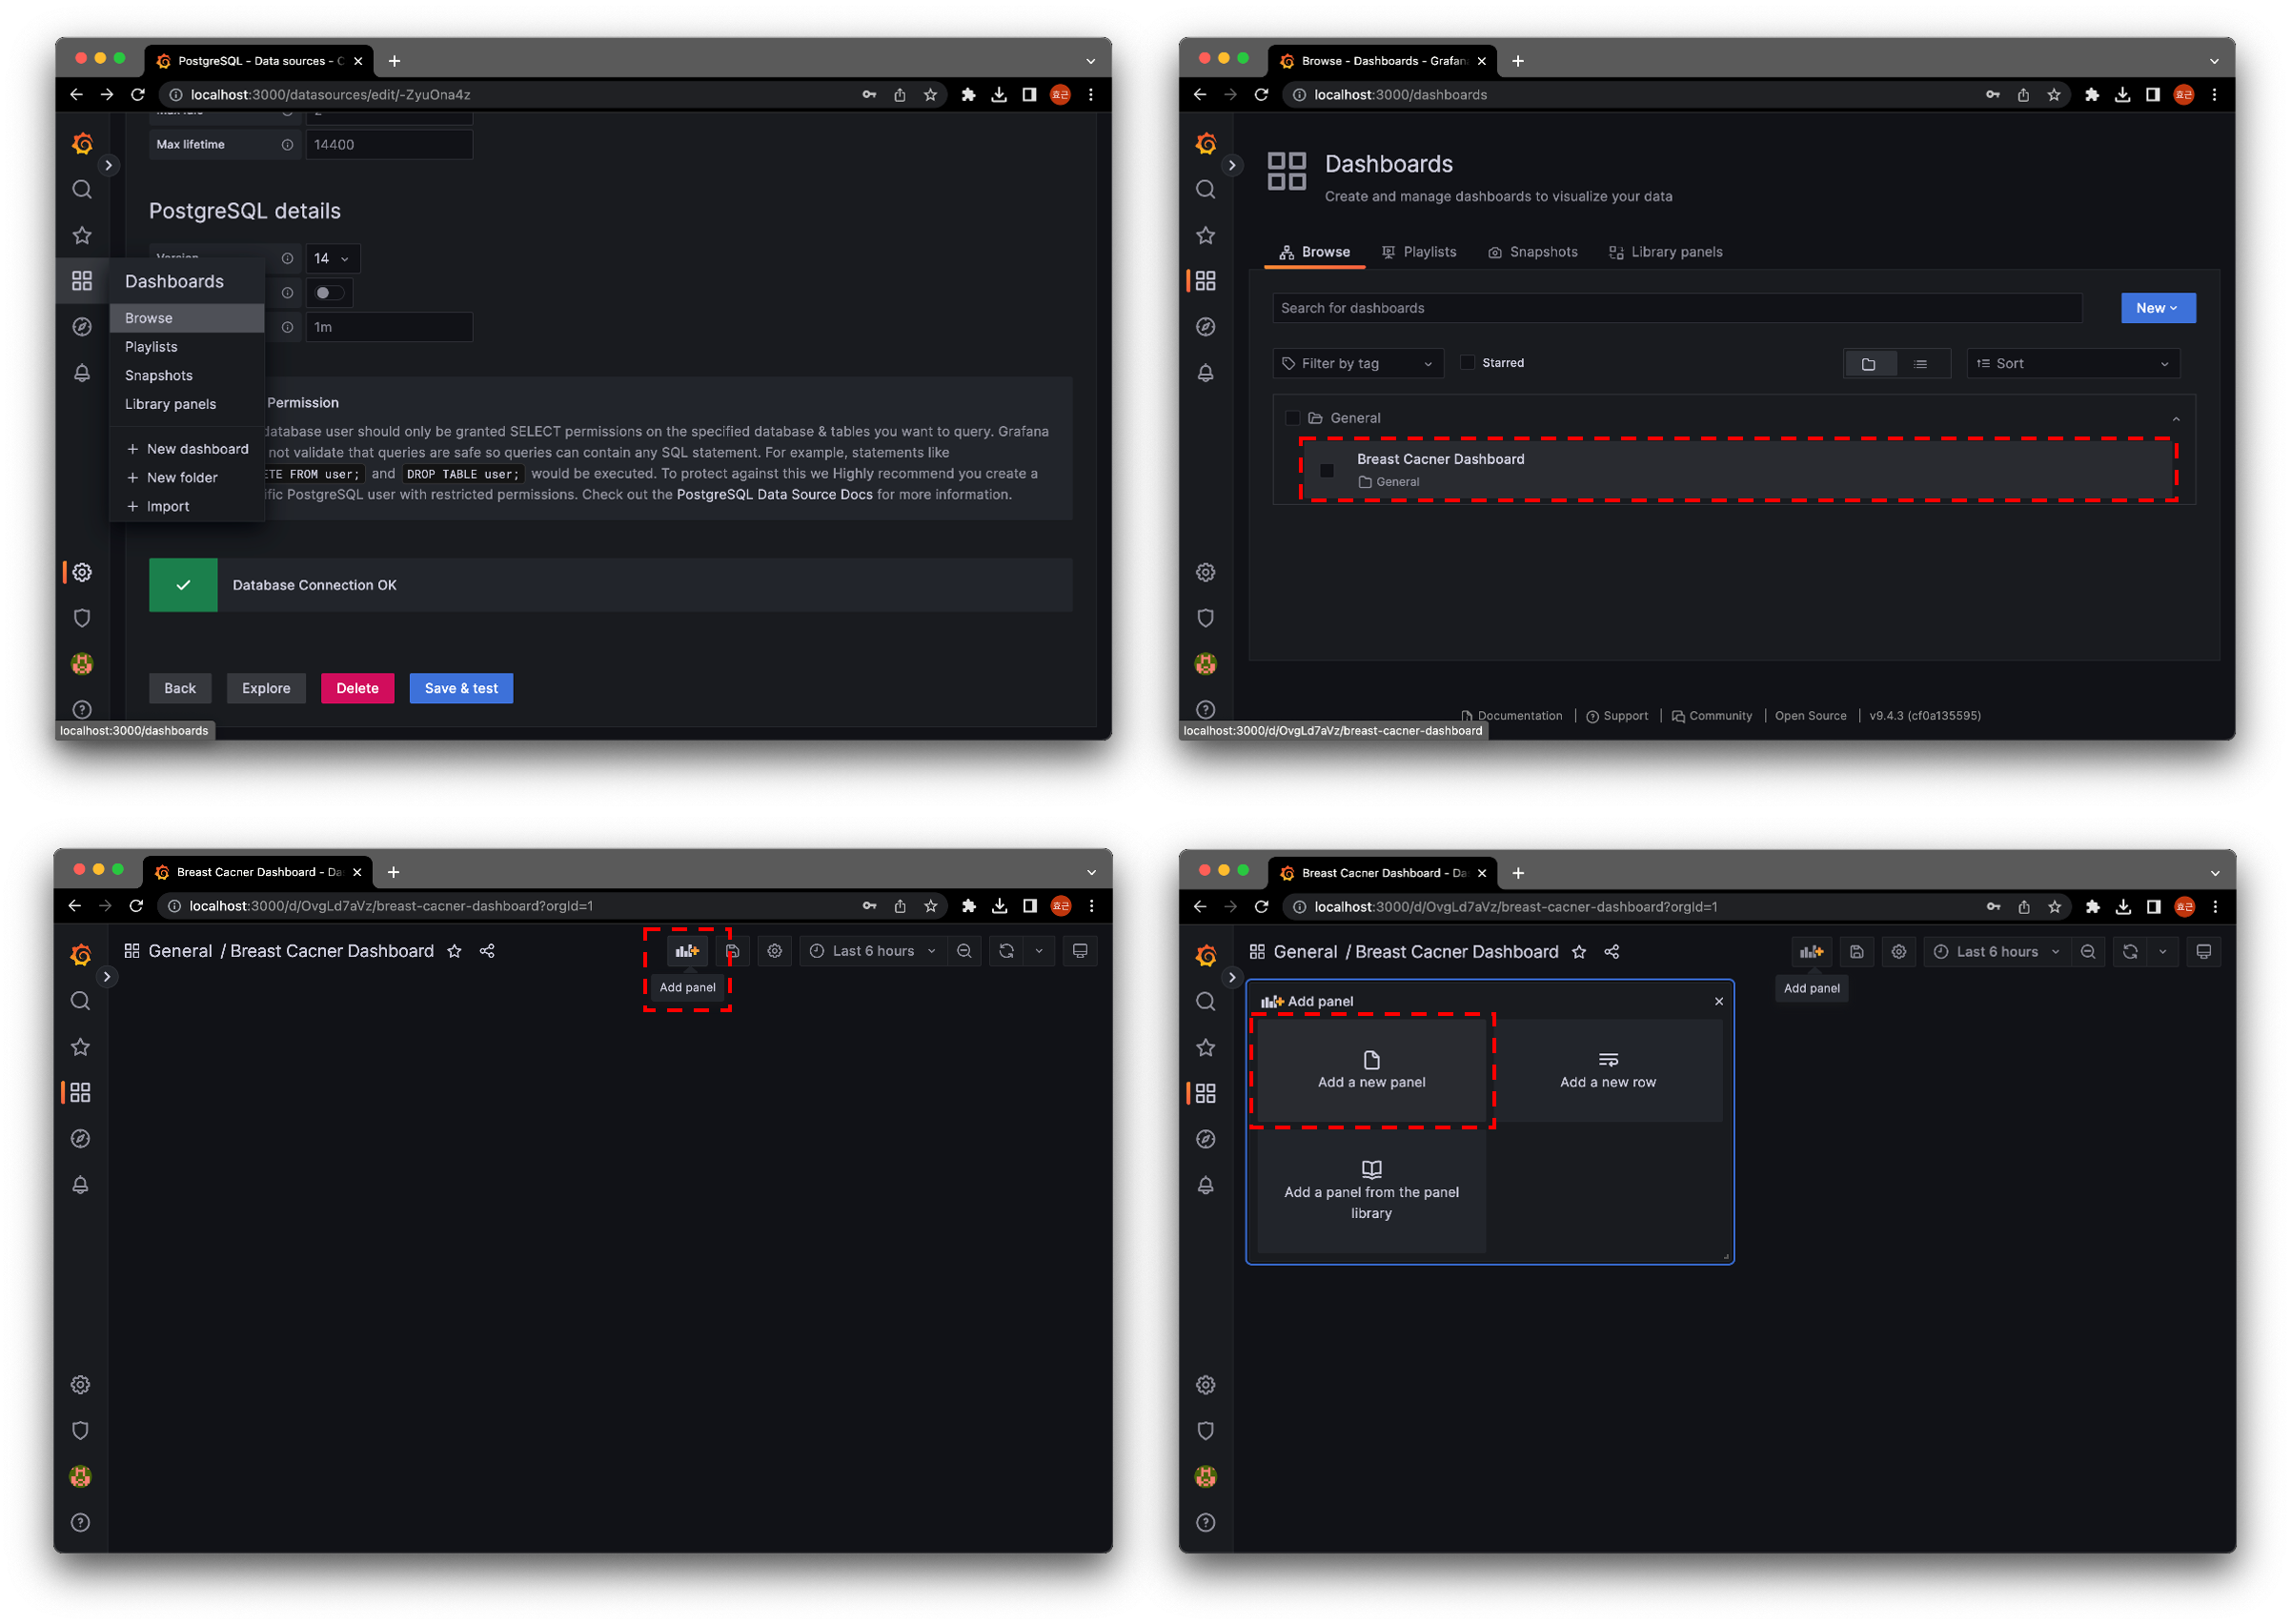 PostgreSQL - Data sources - C
localhost:3000/datasources/edit/-ZyuOna4z
효근
Max lifetime
14400
PostgreSQL details
Version
14
Dashboards
Browse
1m
Playlists
Snapshots
Library panels
Permission
database user should only be granted SELECT permissions on the specified database & tables you want to query. Grafana
+ New dashboard
not validate that queries are safe so queries can contain any SQL statement. For example, statements like
+ New folder
ETE FROM user; and DROP TABLE user; would be executed. To protect against this we Highly recommend you create a
fic PostgreSQL user with restricted permissions. Check out the PostgreSQL Data Source Docs for more information.
+ Import
Database Connection OK
Back Explore Delete Save & test
localhost:3000/dashboards
Browse - Dashboards - Grafan
localhost:3000/dashboards
효근
Dashboards
Create and manage dashboards to visualize your data
Browse Playlists Snapshots Library panels
Search for dashboards
New
Filter by tag
Starred
Sort
General
Breast Cacner Dashboard
General
Documentation | Support | Community | Open Source | v9.4.3 (cf0a135595)
localhost:3000/d/OvgLd7aVz/breast-cacner-dashboard
Breast Cacner Dashboard - Da
localhost:3000/d/OvgLd7aVz/breast-cacner-dashboard?orgId=1
효근
General / Breast Cacner Dashboard
Last 6 hours
Add panel
Breast Cacner Dashboard - Da
localhost:3000/d/OvgLd7aVz/breast-cacner-dashboard?orgId=1
효근
General / Breast Cacner Dashboard
Last 6 hours
Add panel
Add panel
Add a new panel
Add a new row
Add a panel from the panel
library